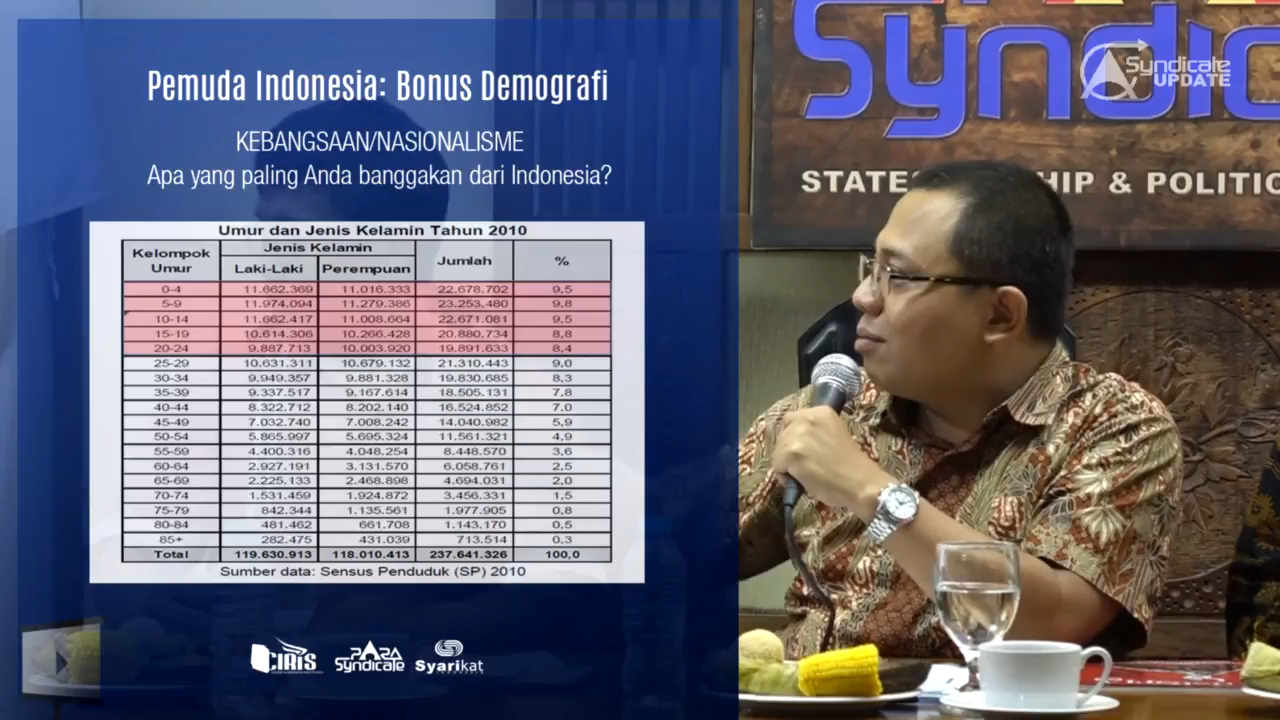 Pemuda Indonesia: Bonus Demografi
KEBANGSAAN/NASIONALISME
Apa yang paling Anda banggakan dari Indonesia?
Umur dan Jenis Kelamin Tahun 2010
Kelompok Umur Jenis Kelamin Jumlah %
Laki-Laki Perempuan
0-4 11.662.369 11.016.333 22.678.702 9,5
5-9 11.974.094 11.279.386 23.253.480 9,8
10-14 11.662.417 11.008.664 22.671.081 9,5
15-19 10.614.306 10.266.428 20.880.734 8,8
20-24 9.887.713 10.003.920 19.891.633 8,4
25-29 10.631.311 10.679.132 21.310.443 9,0
30-34 9.949.357 9.881.328 19.830.685 8,3
35-39 9.337.517 9.167.614 18.505.131 7,8
40-44 8.322.712 8.202.140 16.524.852 7,0
45-49 7.032.740 7.008.242 14.040.982 5,9
50-54 5.865.997 5.695.324 11.561.321 4,9
55-59 4.400.316 4.048.254 8.448.570 3,6
60-64 2.927.191 3.131.570 6.058.761 2,5
65-69 2.225.133 2.468.898 4.694.031 2,0
70-74 1.531.459 1.924.872 3.456.331 1,5
75-79 842.344 1.135.561 1.977.905 0,8
80-84 481.462 661.708 1.143.170 0,5
85+ 282.475 431.039 713.514 0,3
Total 119.630.913 118.010.413 237.641.326 100,0
Sumber data: Sensus Penduduk (SP) 2010
CIRIS
PARA Syndicate
Syarikat
Syndic
Syndicate UPDATE
STATES HIP & POLITIC